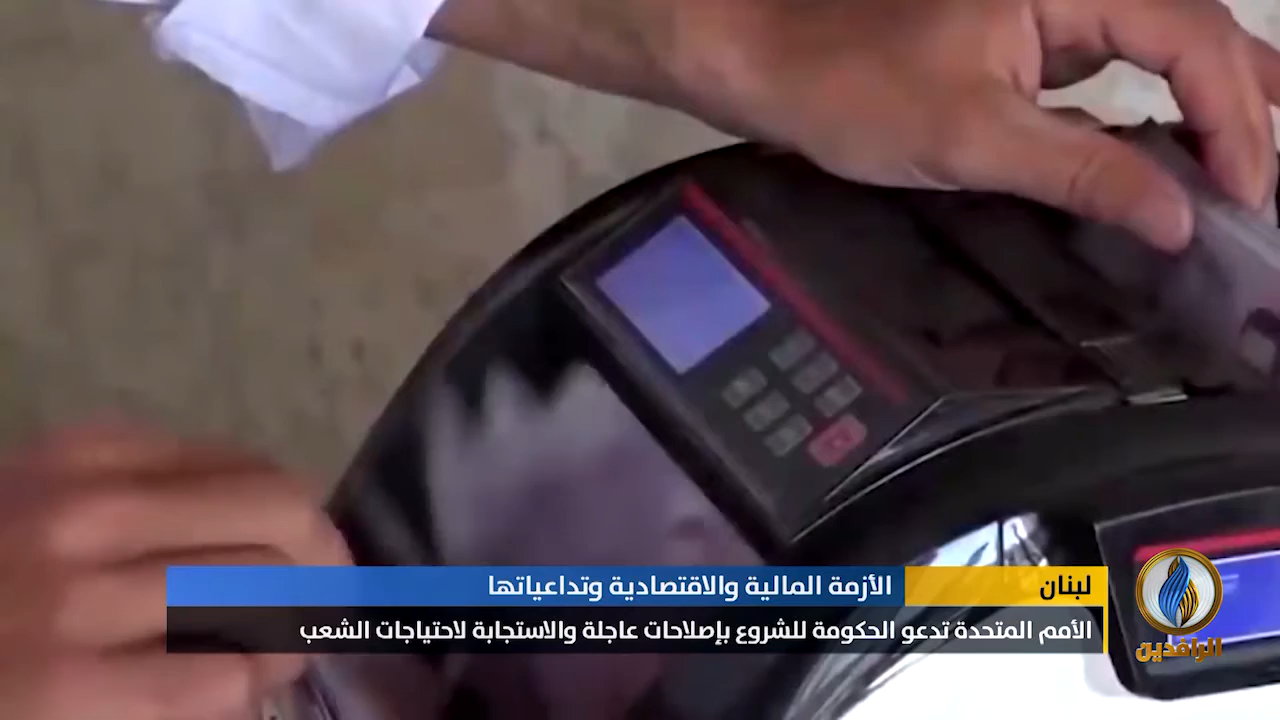 لبنان
الأزمة المالية والاقتصادية وتداعياتها
الأمم المتحدة تدعو الحكومة للشروع بإصلاحات عاجلة والاستجابة لاحتياجات الشعب
الرافدين